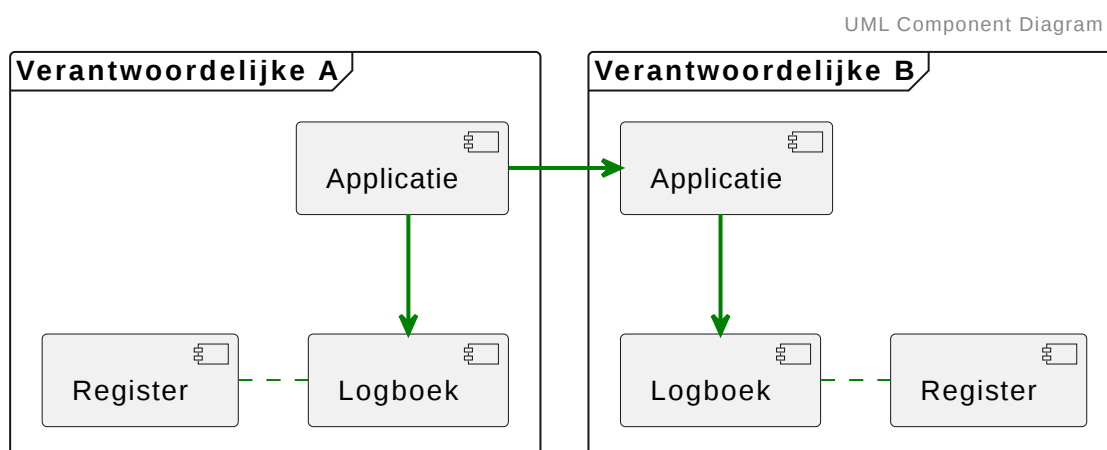 UML Component Diagram
Verantwoordelijke A
Verantwoordelijke B
Applicatie
Applicatie
Register
Logboek
Logboek
Register